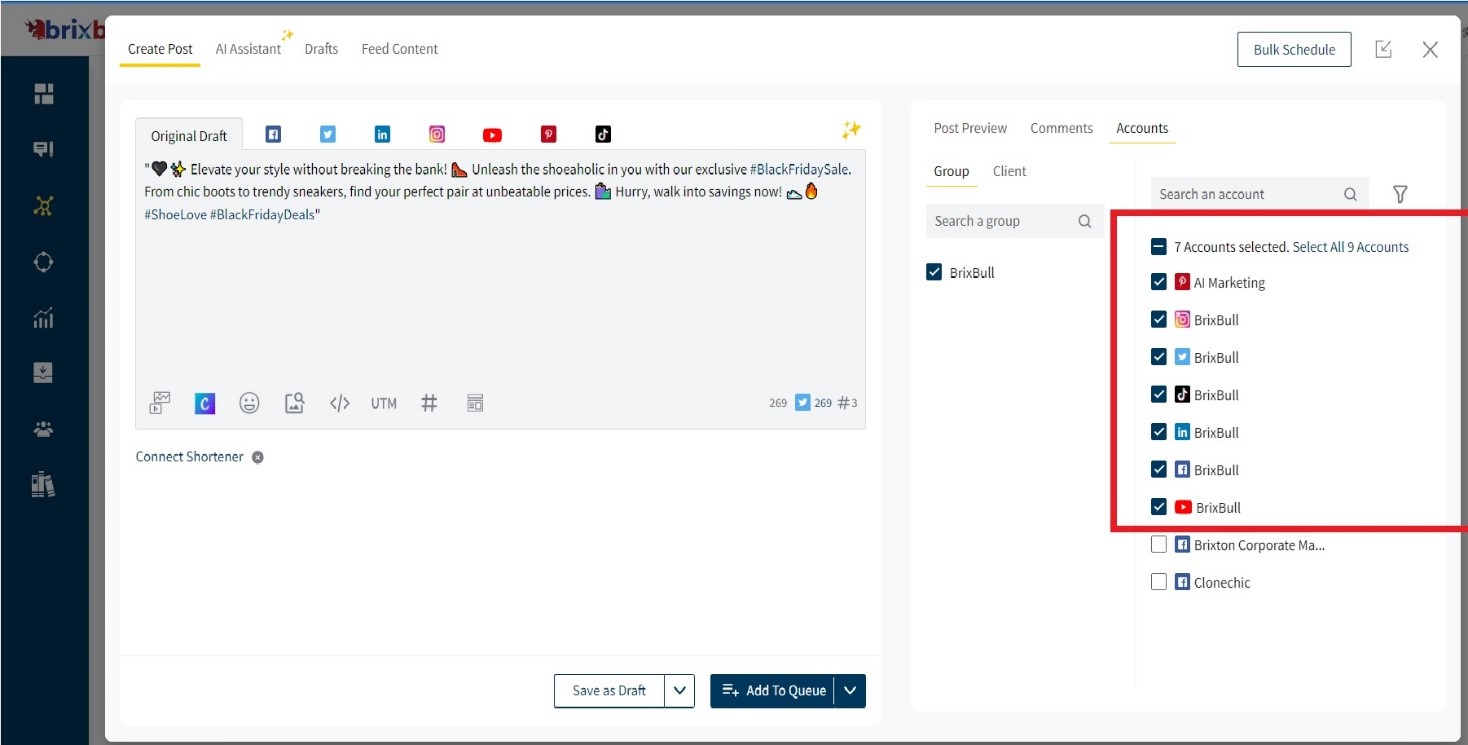 brixb
Create Post
AI Assistant
Drafts
Feed Content
Bulk Schedule
Original Draft
"🖤✨ Elevate your style without breaking the bank! 👠 Unleash the shoeaholic in you with our exclusive #BlackFridaySale.
From chic boots to trendy sneakers, find your perfect pair at unbeatable prices. 🛍️ Hurry, walk into savings now! 👟🔥
#ShoeLove #BlackFridayDeals"
UTM
269
269
#3
Connect Shortener
Save as Draft
Add To Queue
Post Preview
Comments
Accounts
Group
Client
Search a group
BrixBull
Search an account
7 Accounts selected. Select All 9 Accounts
AI Marketing
BrixBull
BrixBull
BrixBull
BrixBull
BrixBull
BrixBull
Brixton Corporate Ma...
Clonechic